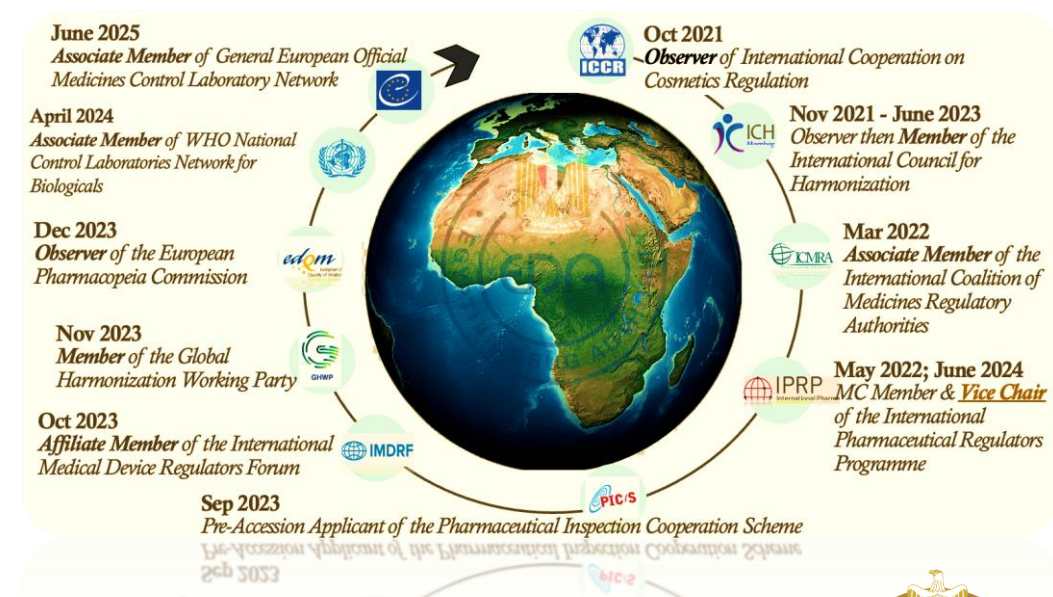 Oct 2021
Observer of International Cooperation on
Cosmetics Regulation
ICCR
Nov 2021 - June 2023
Observer then Member of the
International Council for
Harmonization
ICH
Mar 2022
Associate Member of the
International Coalition of
Medicines Regulatory
Authorities
ICMRA
May 2022; June 2024
MC Member & Vice Chair
of the International
Pharmaceutical Regulators
Programme
IPRP
International Pharm
Sep 2023
Pre-Accession Applicant of the Pharmaceutical Inspection Cooperation Scheme
PIC/S
Oct 2023
Affiliate Member of the International
Medical Device Regulators Forum
IMDRF
Nov 2023
Member of the Global
Harmonization Working Party
GHWP
Dec 2023
Observer of the European
Pharmacopeia Commission
edqm
April 2024
Associate Member of WHO National
Control Laboratories Network for
Biologicals
June 2025
Associate Member of General European Official
Medicines Control Laboratory Network